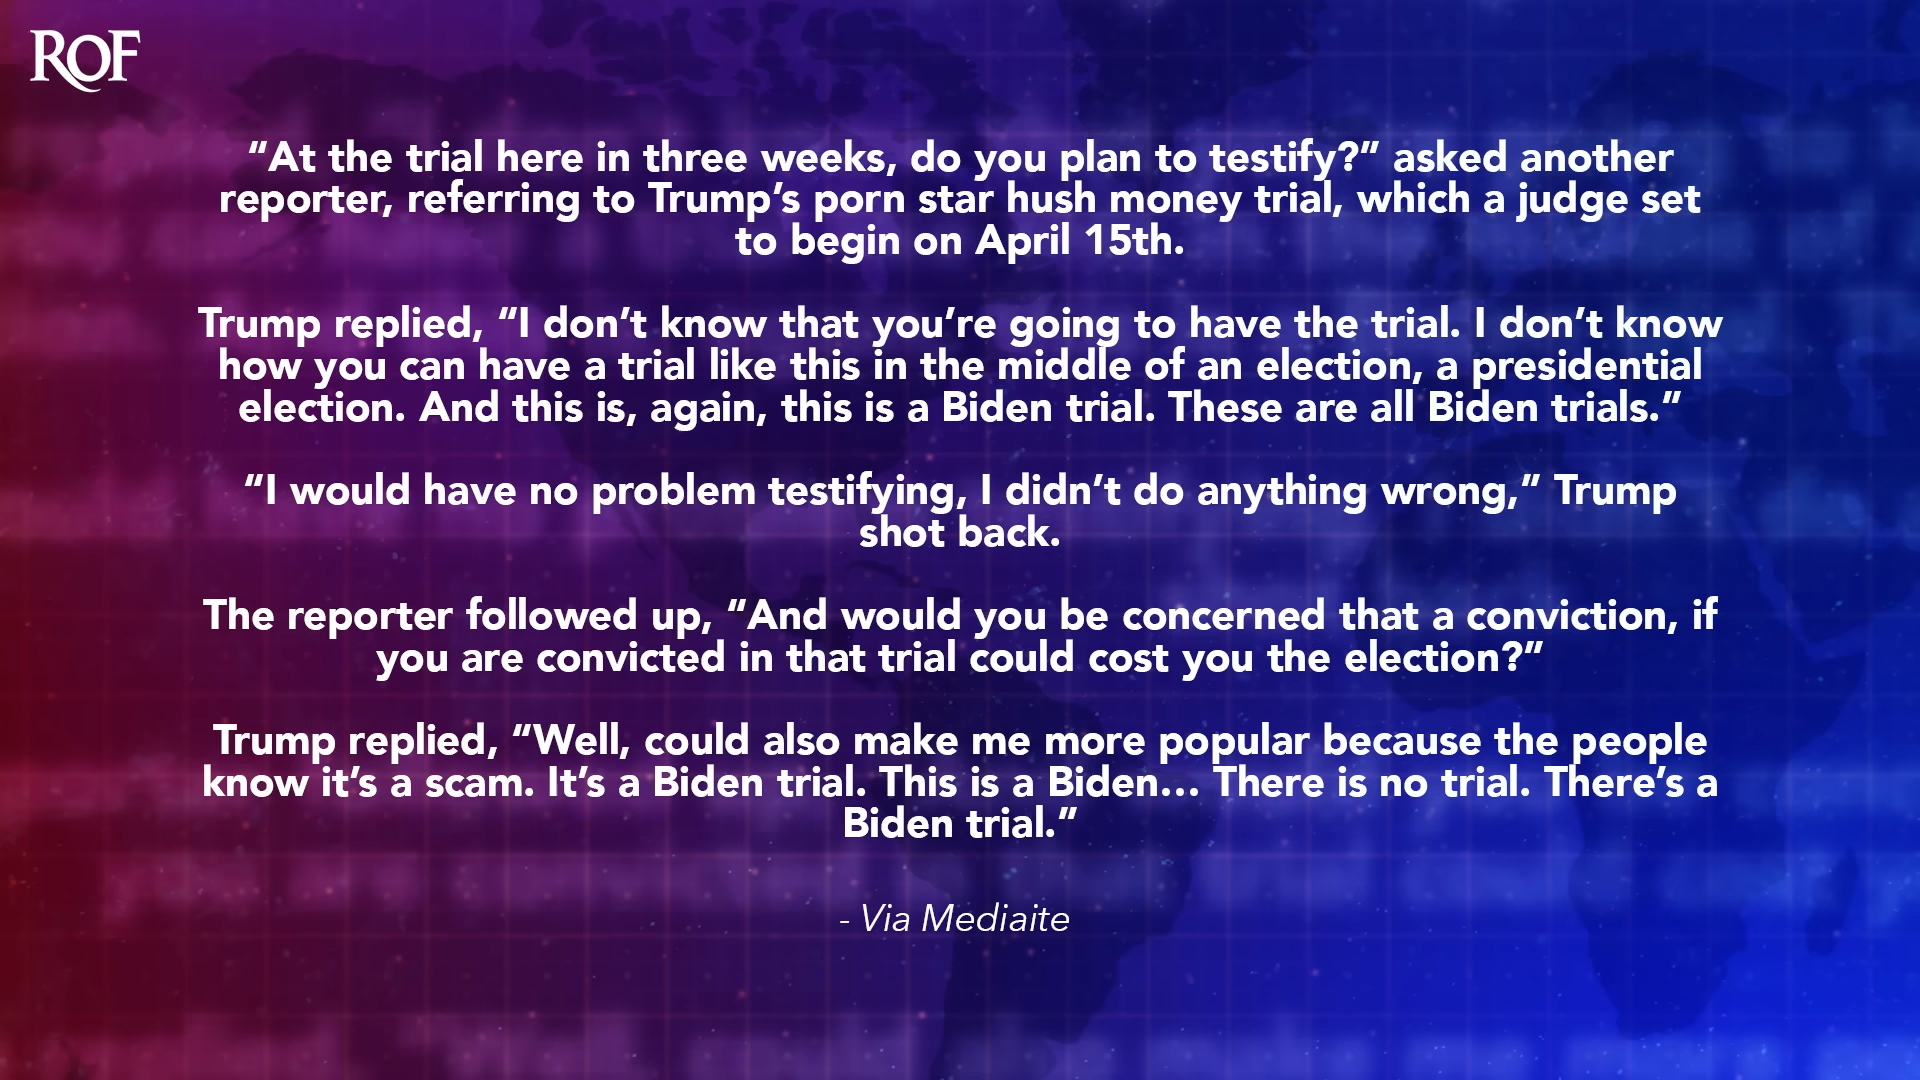 ROF
“At the trial here in three weeks, do you plan to testify?” asked another
reporter, referring to Trump’s porn star hush money trial, which a judge set
to begin on April 15th.
Trump replied, “I don’t know that you’re going to have the trial. I don’t know
how you can have a trial like this in the middle of an election, a presidential
election. And this is, again, this is a Biden trial. These are all Biden trials.”
“I would have no problem testifying, I didn’t do anything wrong,” Trump
shot back.
The reporter followed up, “And would you be concerned that a conviction, if
you are convicted in that trial could cost you the election?”
Trump replied, “Well, could also make me more popular because the people
know it’s a scam. It’s a Biden trial. This is a Biden… There is no trial. There’s a
Biden trial.”
- Via Mediaite